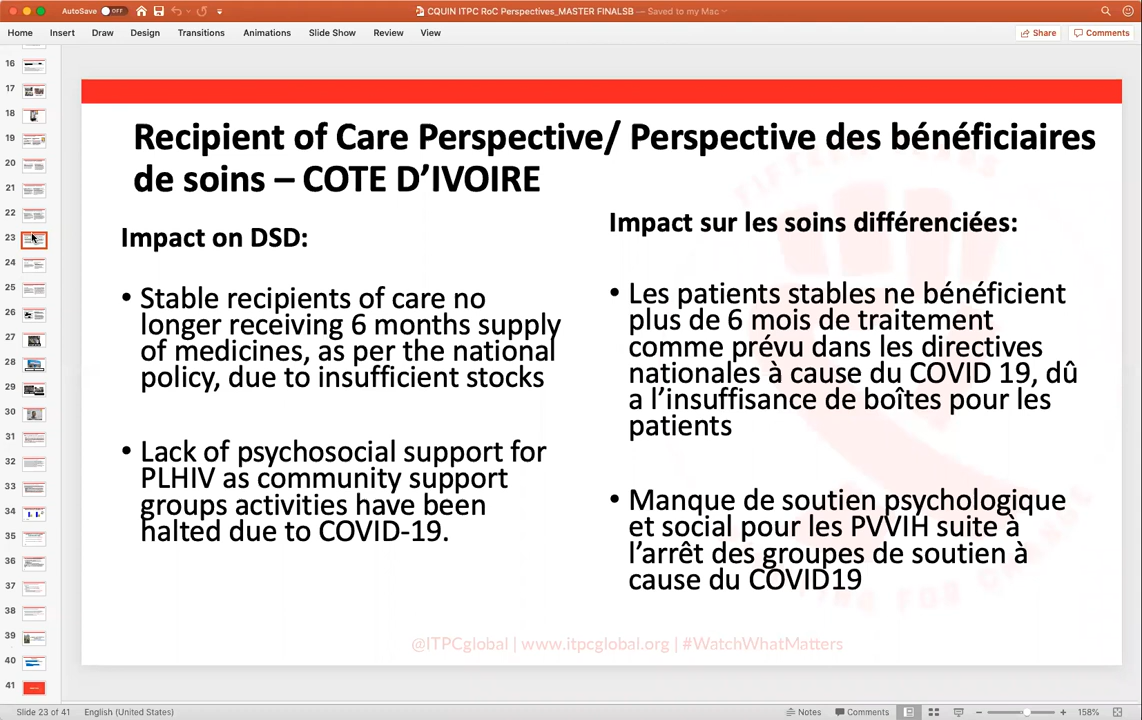 AutoSave OFF
CQUIN ITPC RoC Perspectives_MASTER FINALSB — Saved to my Mac
Home Insert Draw Design Transitions Animations Slide Show Review View
Share Comments
16
17
18
19
20
21
22
23
24
25
26
27
28
29
30
31
32
33
34
35
36
37
38
39
40
41
Recipient of Care Perspective/ Perspective des bénéficiaires
de soins – COTE D’IVOIRE
Impact on DSD:
• Stable recipients of care no
longer receiving 6 months supply
of medicines, as per the national
policy, due to insufficient stocks
• Lack of psychosocial support for
PLHIV as community support
groups activities have been
halted due to COVID-19.
Impact sur les soins différenciées:
• Les patients stables ne bénéficient
plus de 6 mois de traitement
comme prévu dans les directives
nationales à cause du COVID 19, dû
a l’insuffisance de boîtes pour les
patients
• Manque de soutien psychologique
et social pour les PVVIH suite à
l’arrêt des groupes de soutien à
cause du COVID19
@ITPCglobal | www.itpcglobal.org | #WatchWhatMatters
Slide 23 of 41 English (United States)
Notes Comments 158%